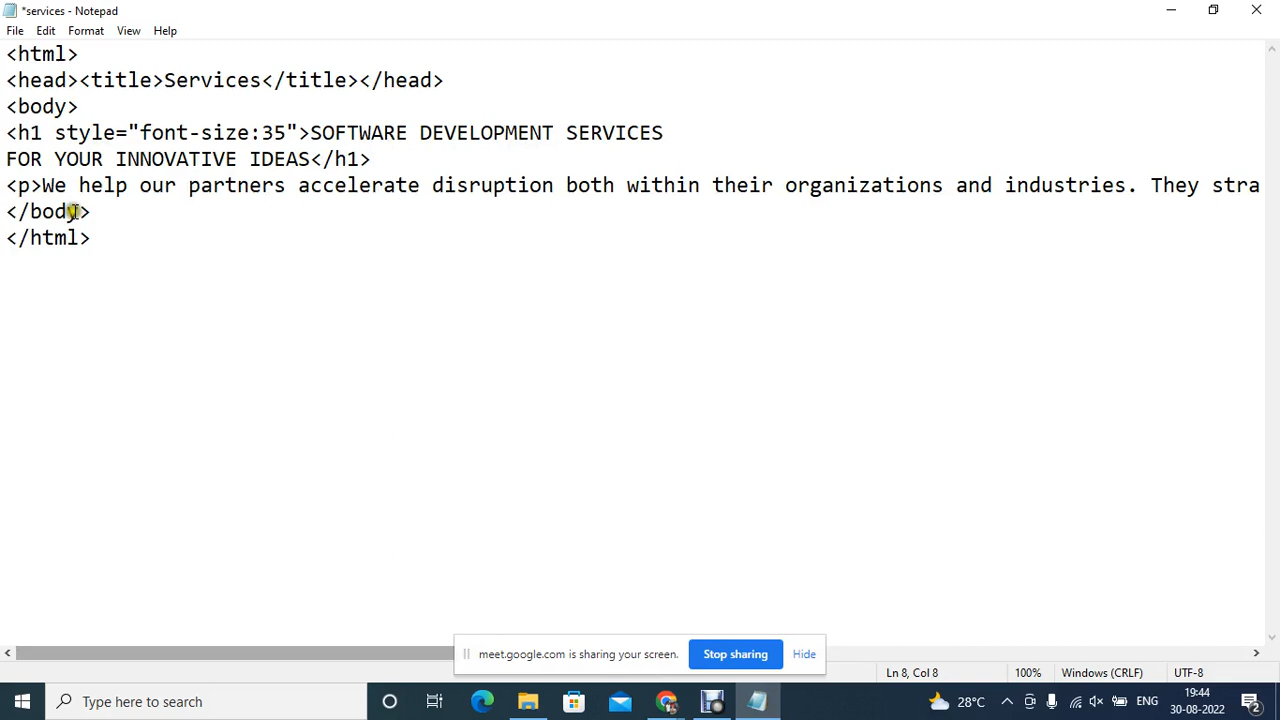 *services - Notepad
File Edit Format View Help
<html>
<head><title>Services</title></head>
<body>
<h1 style="font-size:35">SOFTWARE DEVELOPMENT SERVICES
FOR YOUR INNOVATIVE IDEAS</h1>
<p>We help our partners accelerate disruption both within their organizations and industries. They stra
</body>
</html>
meet.google.com is sharing your screen. Stop sharing Hide
Ln 8, Col 8 100% Windows (CRLF) UTF-8
Type here to search 28°C ENG 19:44
30-08-2022 2